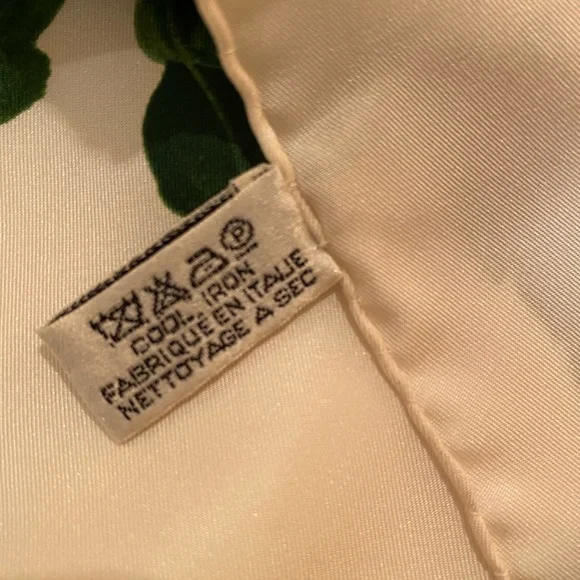 P
COOL IRON
FABRIQUE EN ITALIE
NETTOYAGE A SEC